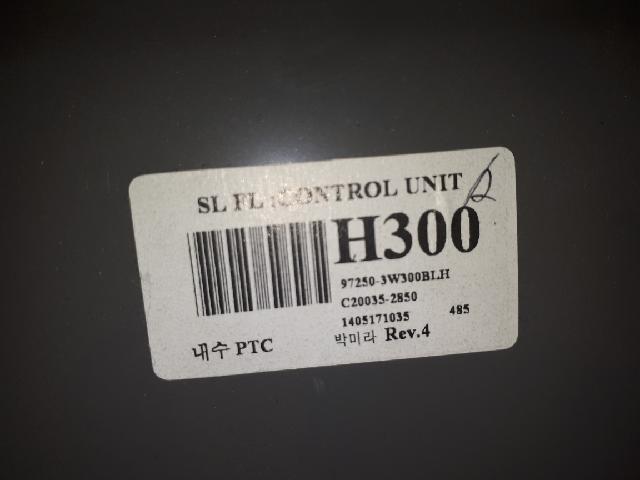 SL FL CONTROL UNIT
H300
97250-3W300BLH
C20035-2850
1405171035 485
내수 PTC 박미라 Rev.4